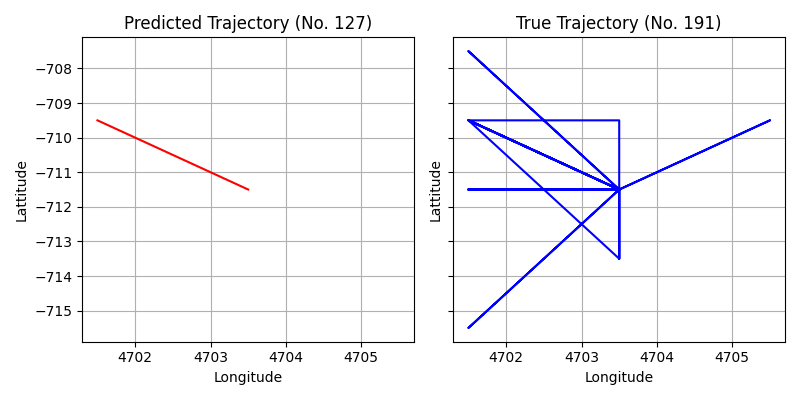 Predicted Trajectory (No. 127)
True Trajectory (No. 191)
−708
−709
−710
−711
−712
−713
−714
−715
Lattitude
Lattitude
4702 4703 4704 4705
4702 4703 4704 4705
Longitude
Longitude